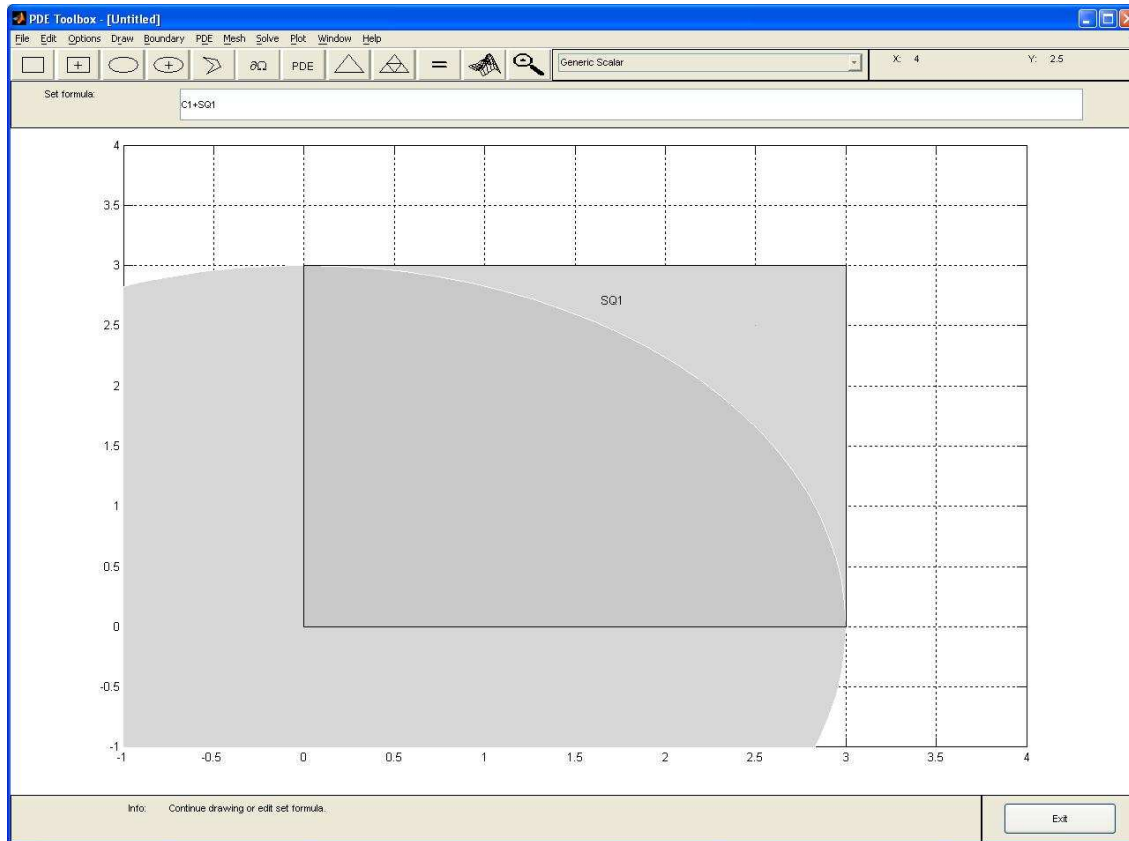 PDE Toolbox - [Untitled]
File Edit Options Draw Boundary PDE Mesh Solve Plot Window Help
∂Ω PDE = Generic Scalar X: 4 Y: 2.5
Set formula: C1+SQ1
4
3.5
3
2.5
2
1.5
1
0.5
0
-0.5
-1
SQ1
-1 -0.5 0 0.5 1 1.5 2 2.5 3 3.5 4
Info: Continue drawing or edit set formula.
Exit